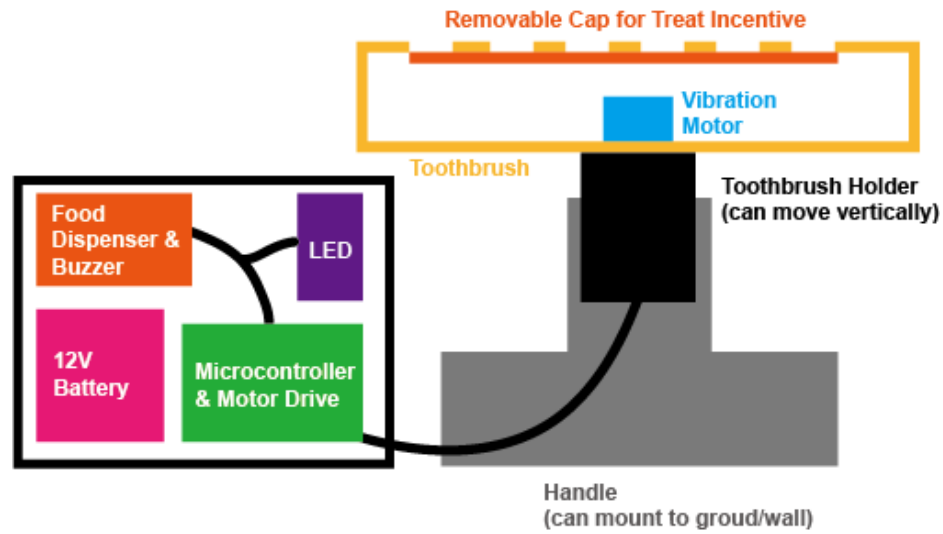 Removable Cap for Treat Incentive
Vibration
Motor
Toothbrush
Toothbrush Holder
(can move vertically)
Food
Dispenser &
Buzzer
LED
12V
Battery
Microcontroller
& Motor Drive
Handle
(can mount to groud/wall)